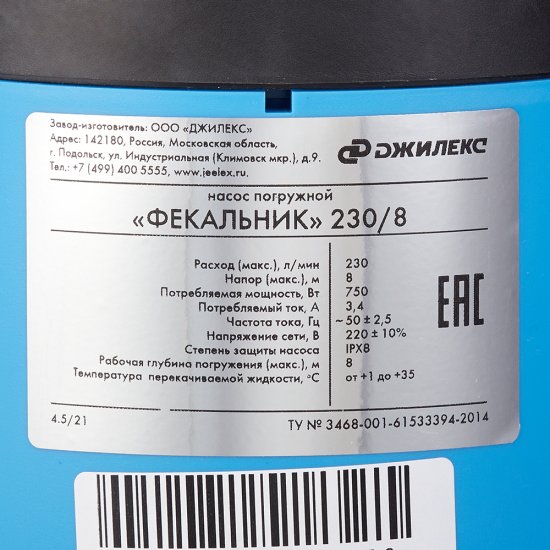 Завод-изготовитель: ООО «ДЖИЛЕКС»
Адрес: 142180, Россия, Московская область,
г. Подольск, ул. Индустриальная (Климовск мкр.), д.9.
Тел.: +7 (499) 400 5555, www.jeelex.ru.
ДЖИЛЕКС
насос погружной
«ФЕКАЛЬНИК» 230/8
Расход (макс.), л/мин 230
Напор (макс.), м 8
Потребляемая мощность, Вт 750
Потребляемый ток, А 3,4
Частота тока, Гц ~50 ± 2,5
Напряжение сети, В 220 ± 10%
Степень защиты насоса IPX8
Рабочая глубина погружения (макс.), м 8
Температура перекачиваемой жидкости, °С от +1 до +35
EAC
4.5/21
ТУ № 3468-001-61533394-2014